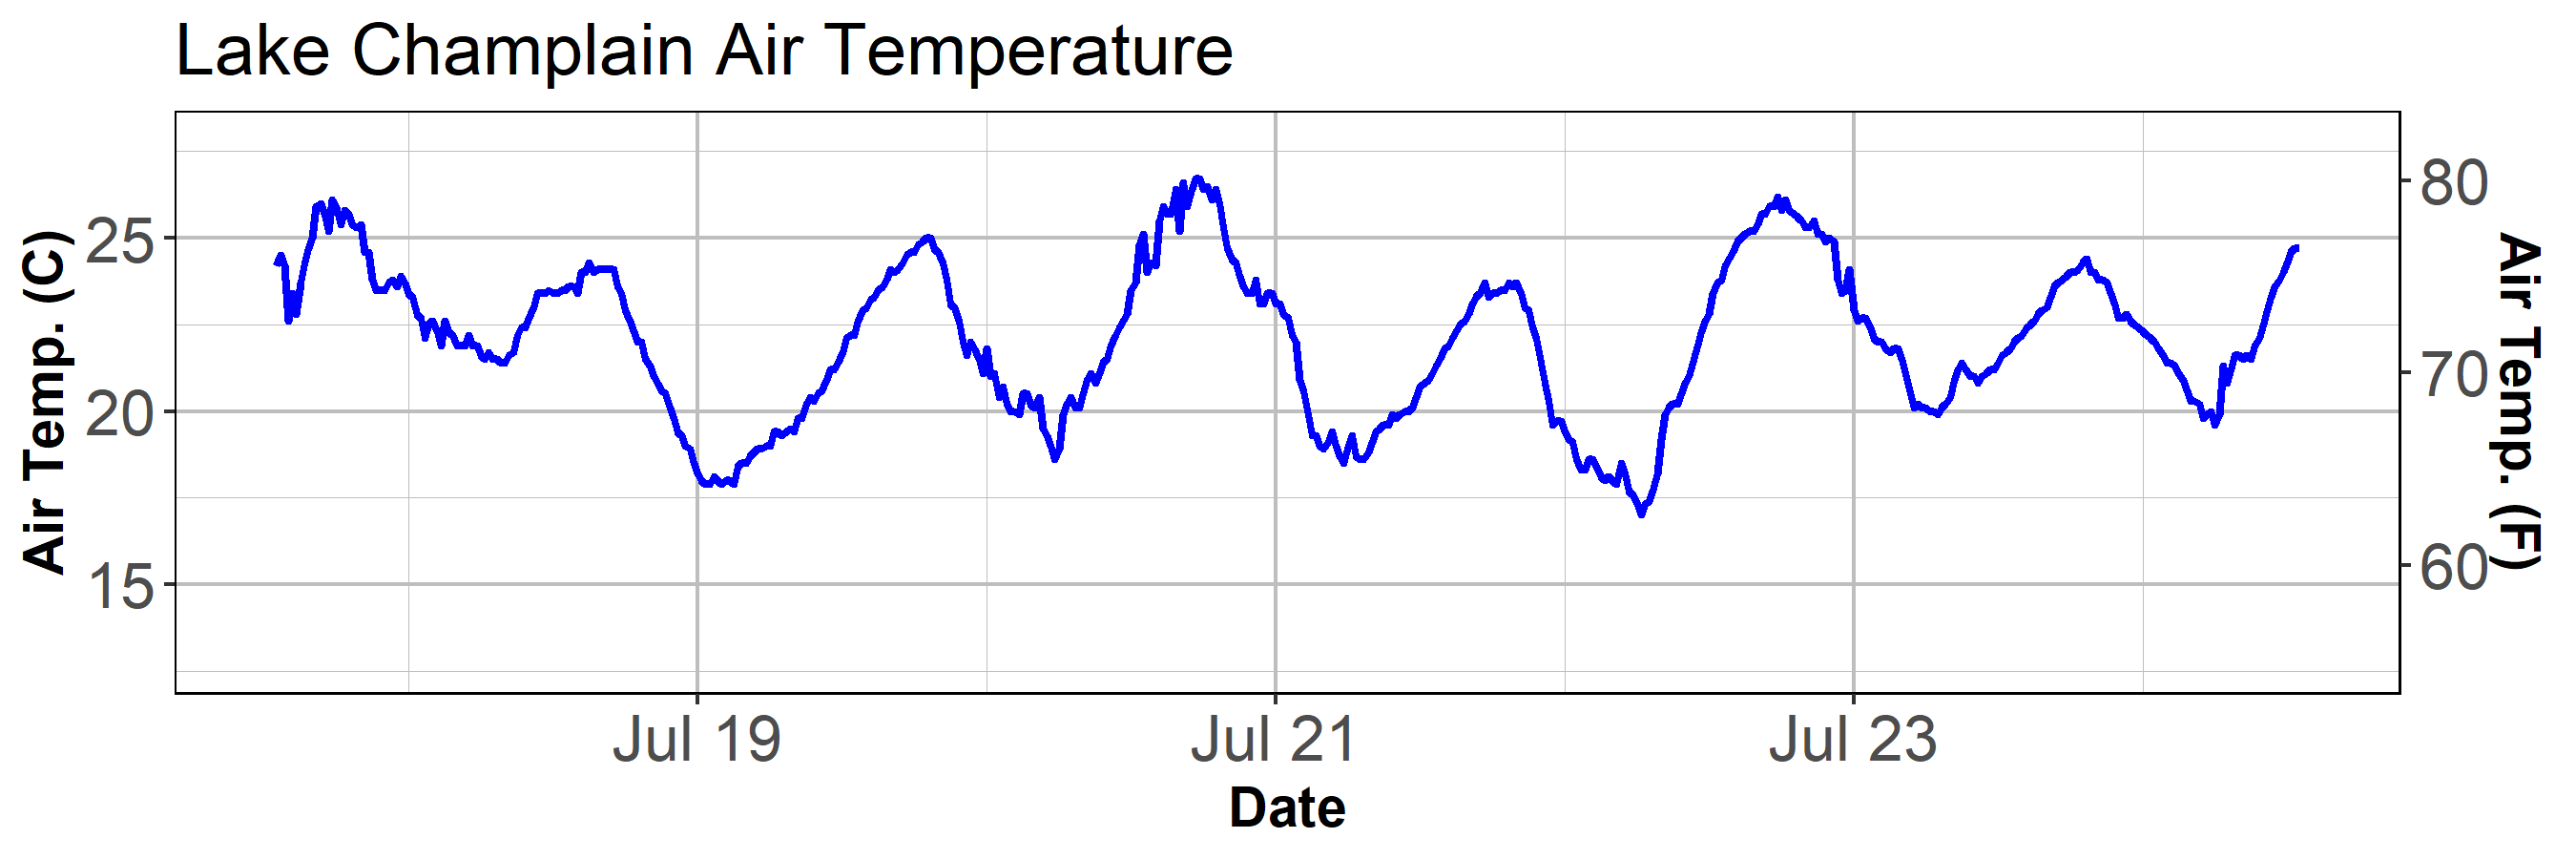 Lake Champlain Air Temperature
Air Temp. (C)
25
20
15
80
70
60
Air Temp. (F)
Jul 19
Jul 21
Jul 23
Date